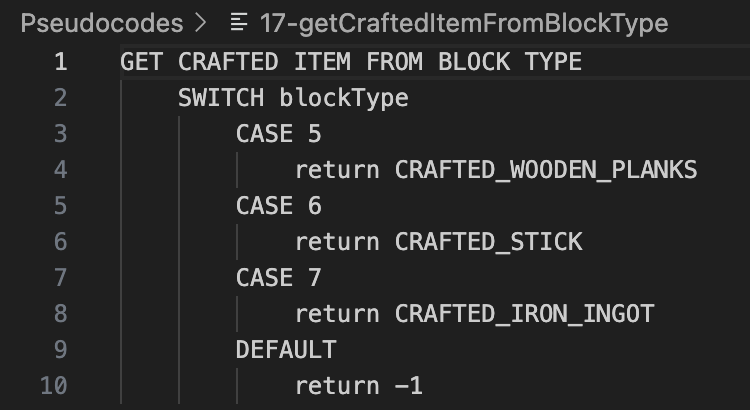 Pseudocodes > 17-getCraftedItemFromBlockType
1 GET CRAFTED ITEM FROM BLOCK TYPE
2 SWITCH blockType
3 CASE 5
4 return CRAFTED_WOODEN_PLANKS
5 CASE 6
6 return CRAFTED_STICK
7 CASE 7
8 return CRAFTED_IRON_INGOT
9 DEFAULT
10 return -1